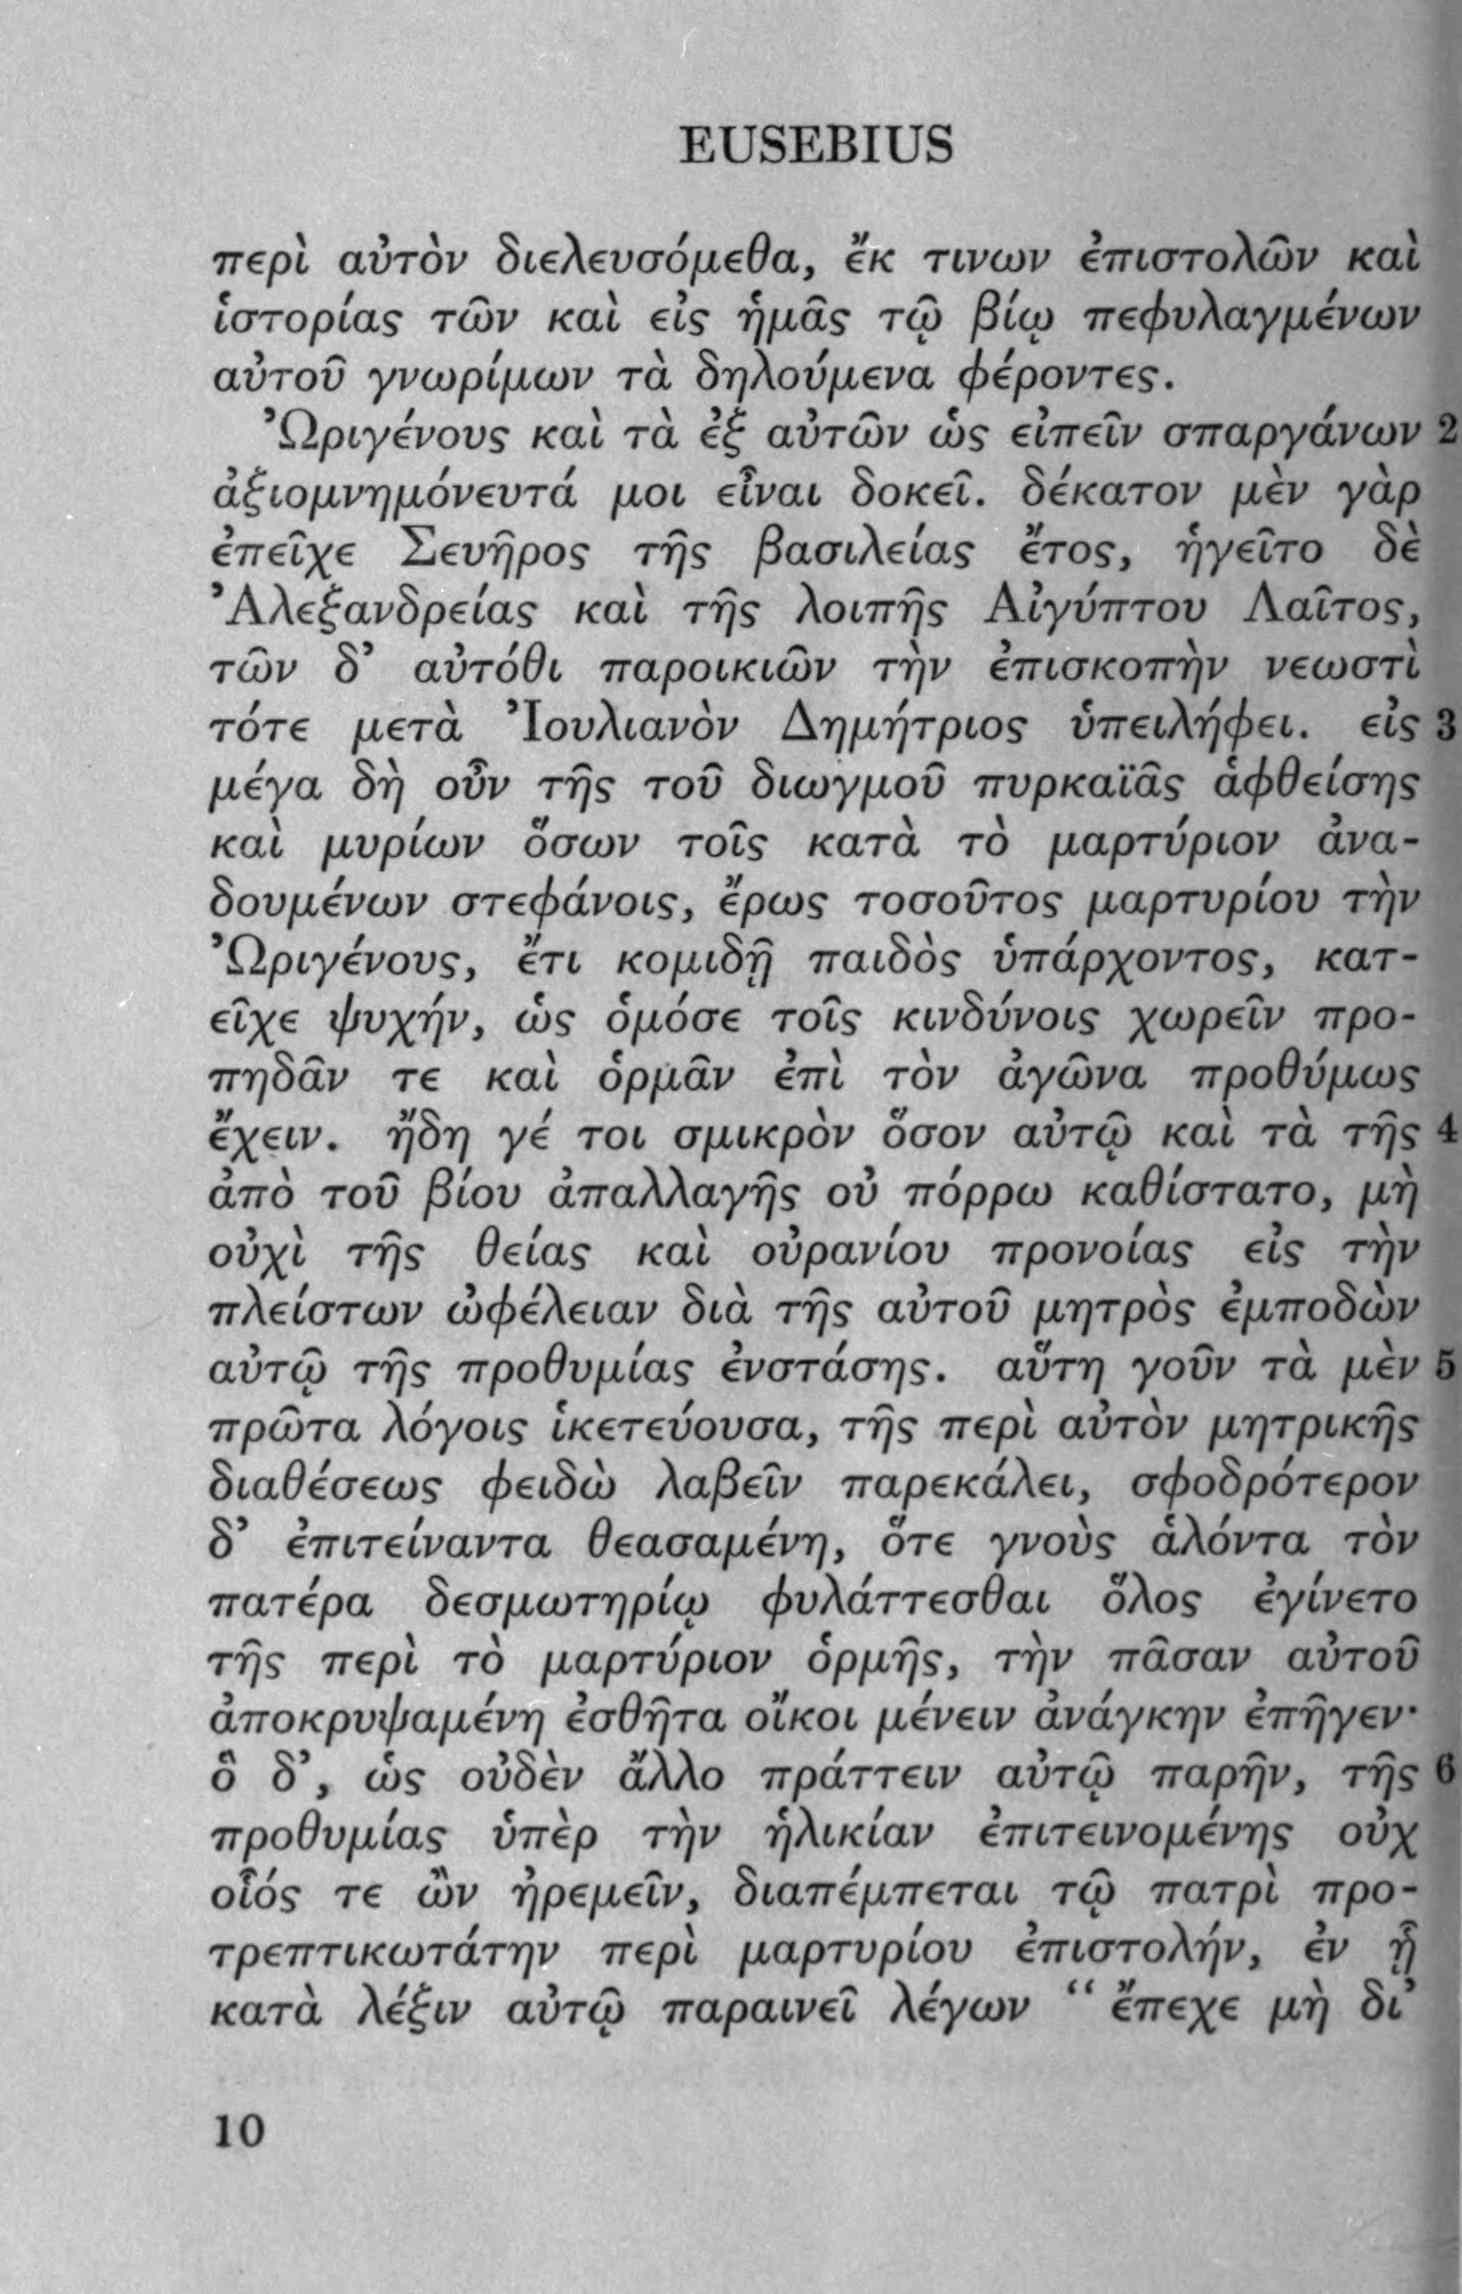 EUSEBIUS
περὶ αὐτὸν διελευσόμεθα, ἔκ τινων ἐπιστολῶν καὶ
ἱστορίας τῶν καὶ εἰς ἡμᾶς τῷ βίῳ πεφυλαγμένων
αὐτοῦ γνωρίμων τὰ δηλούμενα φέροντες.
Ὠριγένους καὶ τὰ ἐξ αὐτῶν ὡς εἰπεῖν σπαργάνων 2
ἀξιομνημόνευτά μοι εἶναι δοκεῖ. δέκατον μὲν γὰρ
ἐπεῖχε Σευῆρος τῆς βασιλείας ἔτος, ἡγεῖτο δὲ
Ἀλεξανδρείας καὶ τῆς λοιπῆς Αἰγύπτου Λαῖτος,
τῶν δ’ αὐτόθι παροικιῶν τὴν ἐπισκοπὴν νεωστὶ
τότε μετὰ Ἰουλιανὸν Δημήτριος ὑπειλήφει. εἰς 3
μέγα δὴ οὖν τῆς τοῦ διωγμοῦ πυρκαϊᾶς ἀφθείσης
καὶ μυρίων ὅσων τοῖς κατὰ τὸ μαρτύριον ἀνα-
δουμένων στεφάνοις, ἔρως τοσοῦτος μαρτυρίου τὴν
Ὠριγένους, ἔτι κομιδῇ παιδὸς ὑπάρχοντος, κατ-
εῖχε ψυχήν, ὡς ὁμόσε τοῖς κινδύνοις χωρεῖν προ-
πηδᾶν τε καὶ ὁρμᾶν ἐπὶ τὸν ἀγῶνα προθύμως
ἔχειν. ἤδη γέ τοι σμικρὸν ὅσον αὐτῷ καὶ τὰ τῆς 4
ἀπὸ τοῦ βίου ἀπαλλαγῆς οὐ πόρρω καθίστατο, μὴ
οὐχὶ τῆς θείας καὶ οὐρανίου προνοίας εἰς τὴν
πλείστων ὠφέλειαν διὰ τῆς αὐτοῦ μητρὸς ἐμποδὼν
αὐτῷ τῆς προθυμίας ἐνστάσης. αὕτη γοῦν τὰ μὲν 5
πρῶτα λόγοις ἱκετεύουσα, τῆς περὶ αὐτὸν μητρικῆς
διαθέσεως φειδὼ λαβεῖν παρεκάλει, σφοδρότερον
δ’ ἐπιτείναντα θεασαμένη, ὅτε γνοὺς ἁλόντα τὸν
πατέρα δεσμωτηρίῳ φυλάττεσθαι ὅλος ἐγίνετο
τῆς περὶ τὸ μαρτύριον ὁρμῆς, τὴν πᾶσαν αὐτοῦ
ἀποκρυψαμένη ἐσθῆτα οἴκοι μένειν ἀνάγκην ἐπῆγεν·
ὃ δ’, ὡς οὐδὲν ἄλλο πράττειν αὐτῷ παρῆν, τῆς 6
προθυμίας ὑπὲρ τὴν ἡλικίαν ἐπιτεινομένης οὐχ
οἷός τε ὢν ἠρεμεῖν, διαπέμπεται τῷ πατρὶ προ-
τρεπτικωτάτην περὶ μαρτυρίου ἐπιστολήν, ἐν ᾗ
κατὰ λέξιν αὐτῷ παραινεῖ λέγων “ ἔπεχε μὴ δι’
10